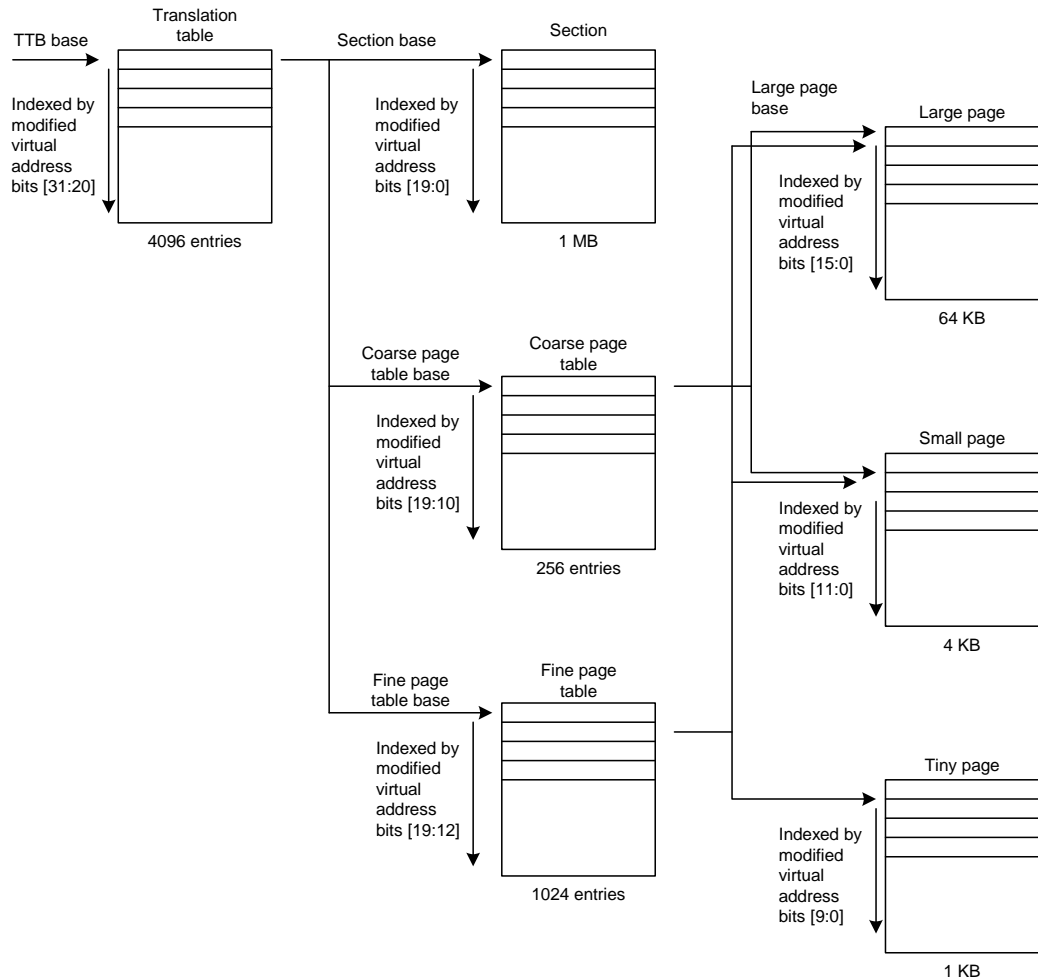 TTB base
Translation
table
Indexed by
modified
virtual
address
bits [31:20]
4096 entries
Section base
Section
Indexed by
modified
virtual
address
bits [19:0]
1 MB
Coarse page
table base
Coarse page
table
Indexed by
modified
virtual
address
bits [19:10]
256 entries
Fine page
table base
Fine page
table
Indexed by
modified
virtual
address
bits [19:12]
1024 entries
Large page
base
Large page
Indexed by
modified
virtual
address
bits [15:0]
64 KB
Small page
Indexed by
modified
virtual
address
bits [11:0]
4 KB
Tiny page
Indexed by
modified
virtual
address
bits [9:0]
1 KB